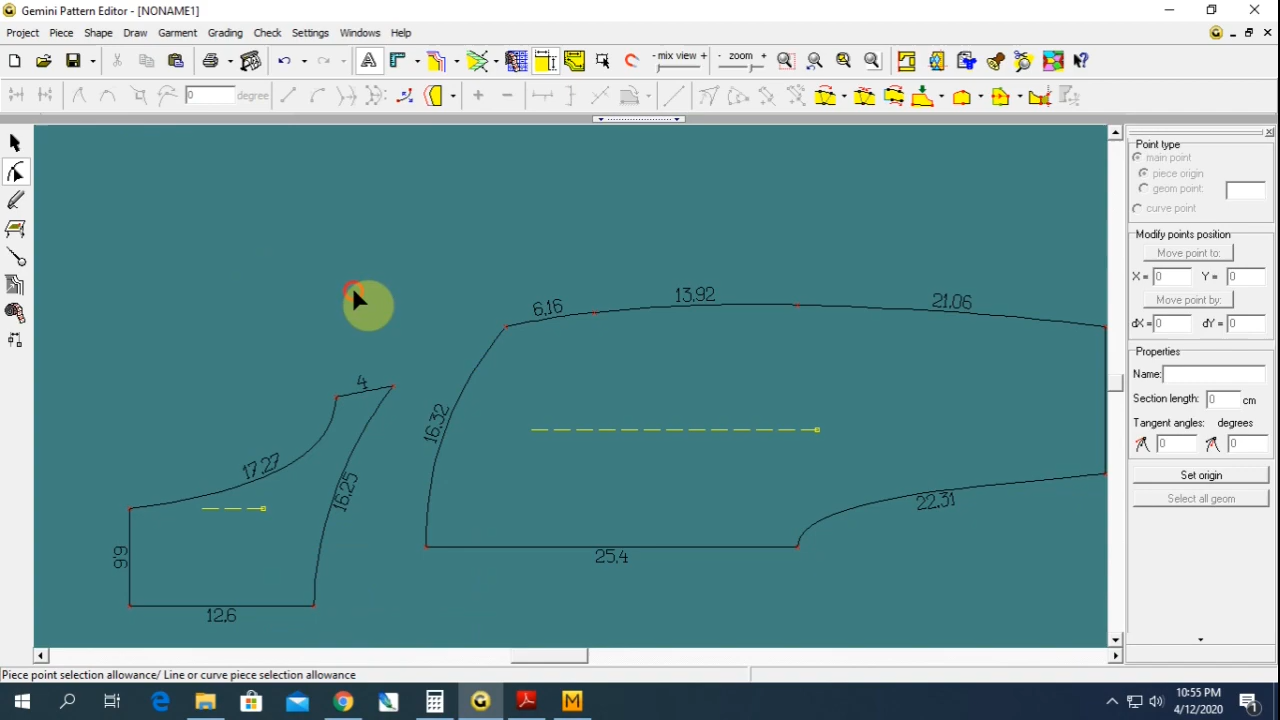 Gemini Pattern Editor - [NONAME1]
Project Piece Shape Draw Garment Grading Check Settings Windows Help
- mix view + - zoom +
0 degree
Point type
main point
piece origin
geom point:
curve point
Modify points position
Move point to:
X = 0 Y = 0
Move point by:
dX = 0 dY = 0
Properties
Name:
Section length: 0 cm
Tangent angles: degrees
0 0
Set origin
Select all geom
6,16
13,92
21,06
4
16,32
17,27
16,25
22,31
25,4
6,6
12,6
Piece point selection allowance/ Line or curve piece selection allowance
10:55 PM
4/12/2020